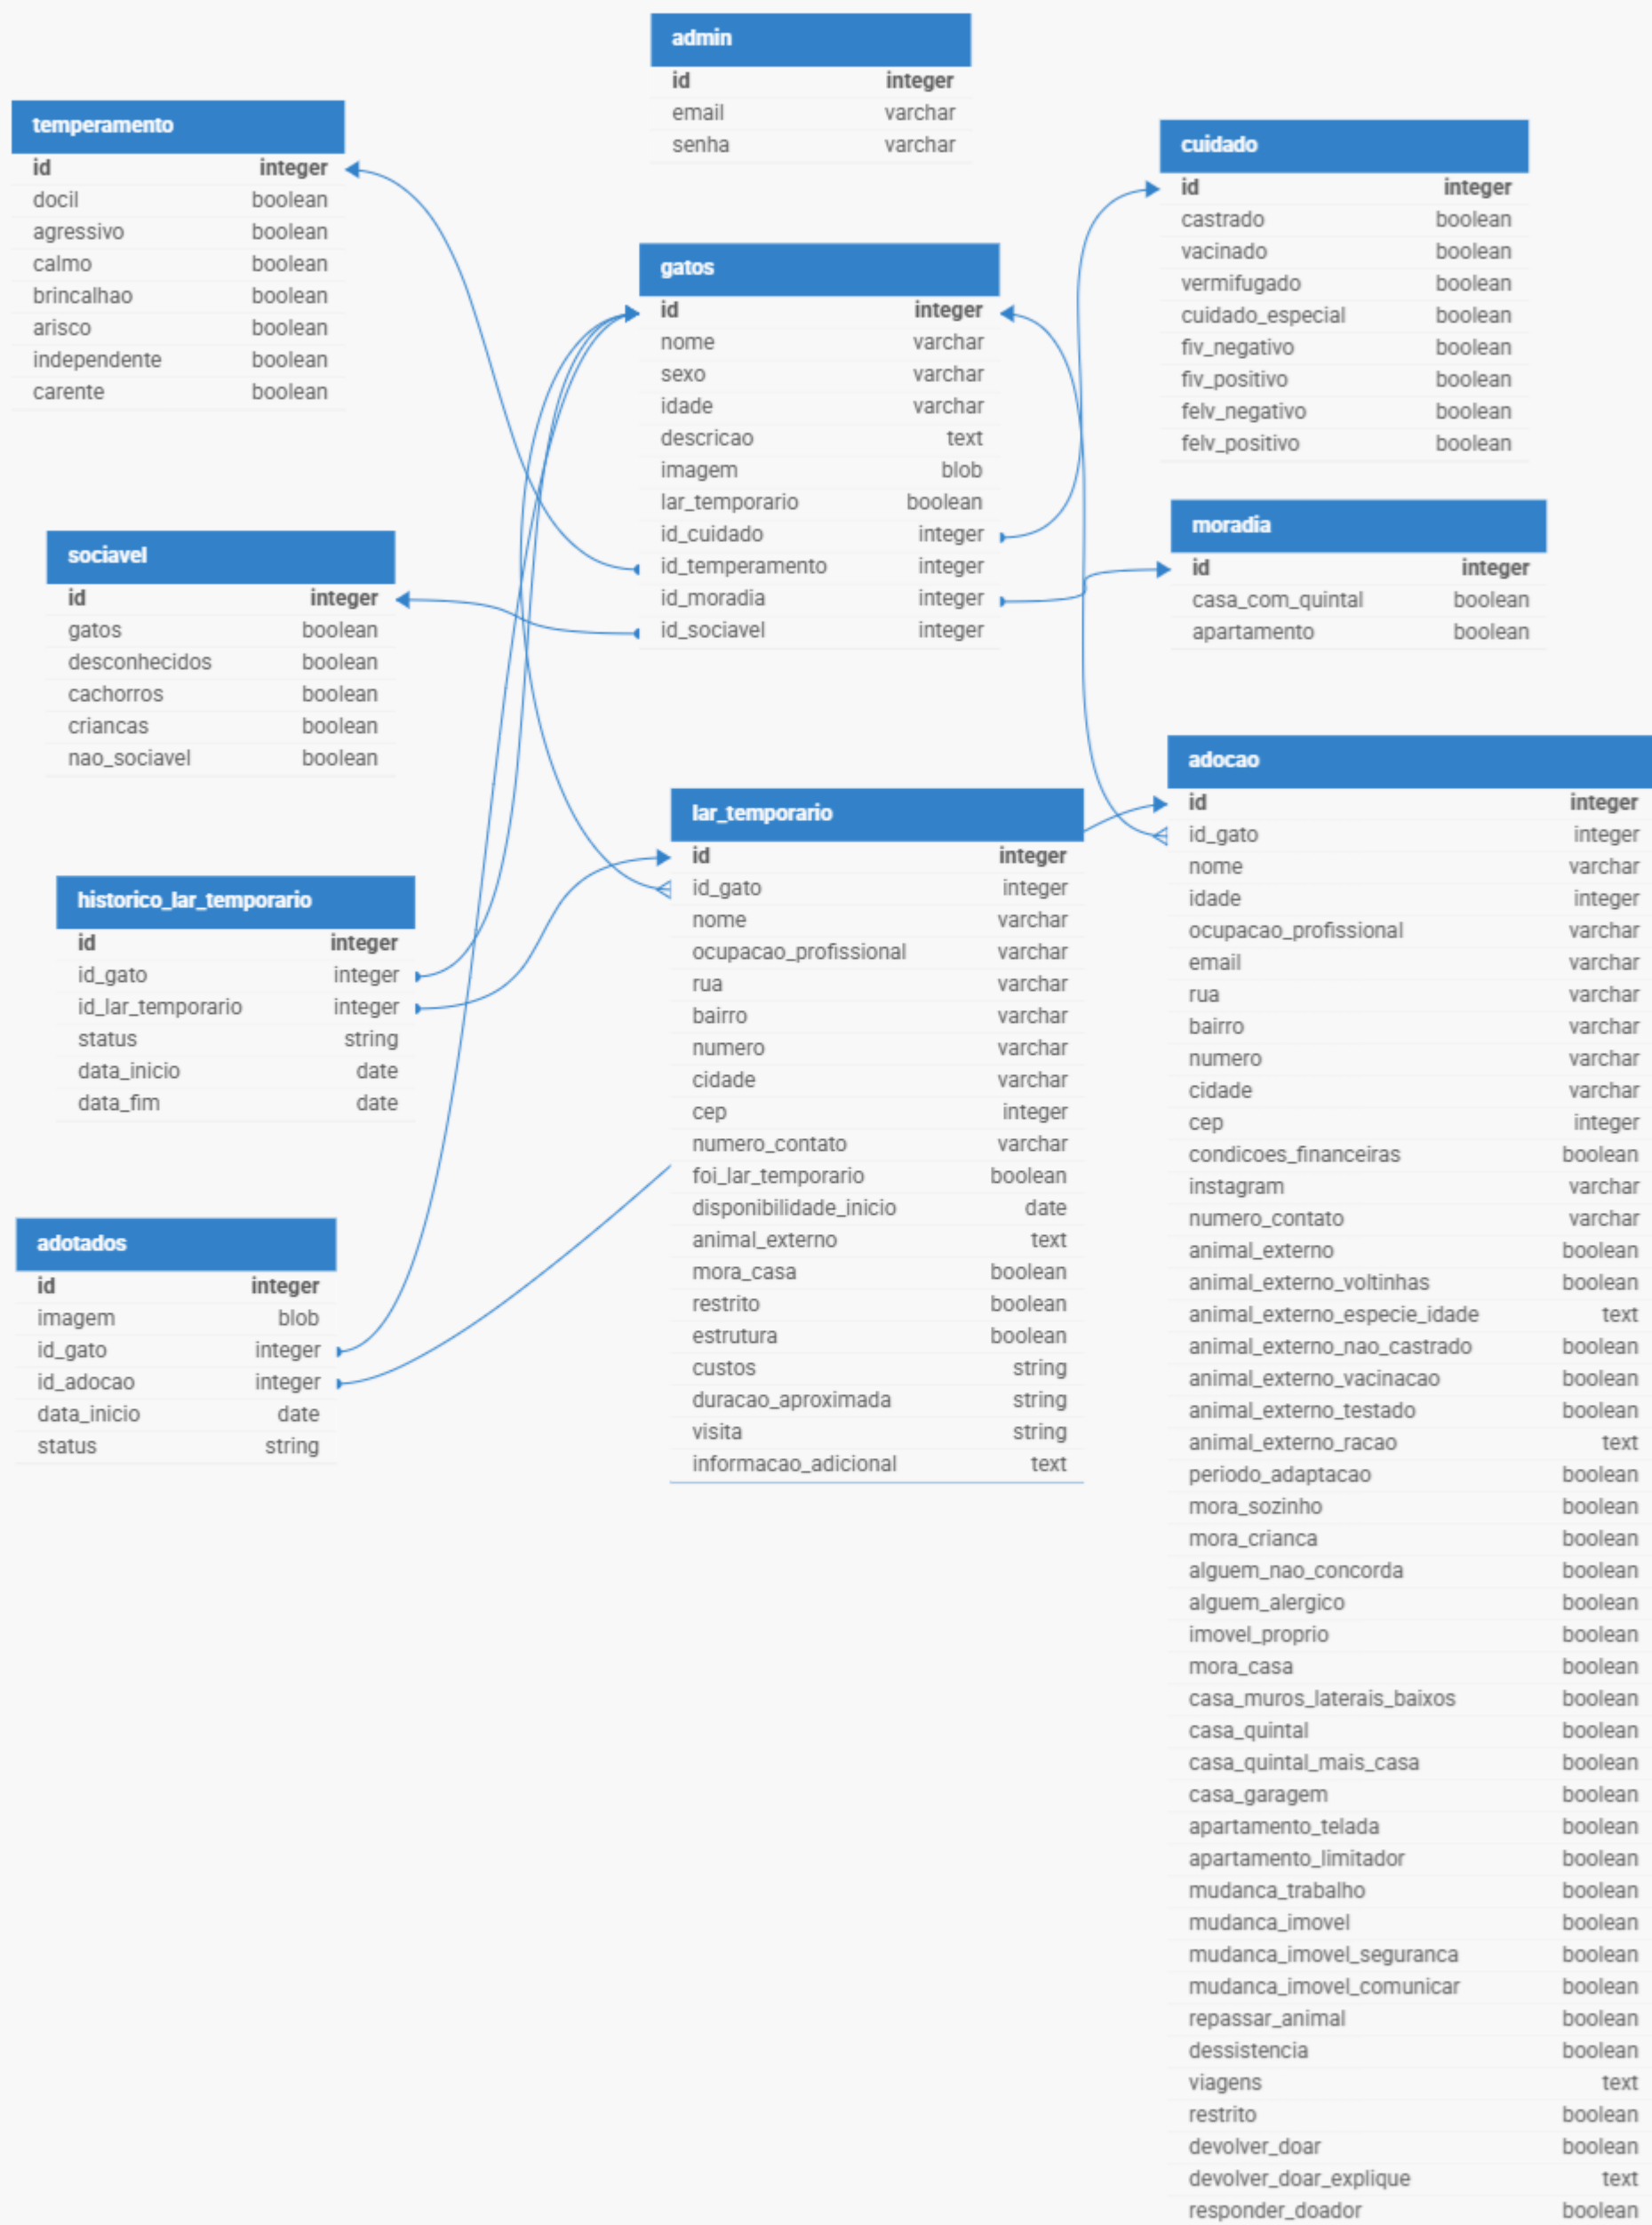 admin
id integer
email varchar
senha varchar
temperamento
id integer
docil boolean
agressivo boolean
calmo boolean
brincalhao boolean
arisco boolean
independente boolean
carente boolean
cuidado
id integer
castrado boolean
vacinado boolean
vermifugado boolean
cuidado_especial boolean
fiv_negativo boolean
fiv_positivo boolean
felv_negativo boolean
felv_positivo boolean
gatos
id integer
nome varchar
sexo varchar
idade varchar
descricao text
imagem blob
lar_temporario boolean
id_cuidado integer
id_temperamento integer
id_moradia integer
id_sociavel integer
moradia
id integer
casa_com_quintal boolean
apartamento boolean
sociavel
id integer
gatos boolean
desconhecidos boolean
cachorros boolean
criancas boolean
nao_sociavel boolean
historico_lar_temporario
id integer
id_gato integer
id_lar_temporario integer
status string
data_inicio date
data_fim date
adotados
id integer
imagem blob
id_gato integer
id_adocao integer
data_inicio date
status string
lar_temporario
id integer
id_gato integer
nome varchar
ocupacao_profissional varchar
rua varchar
bairro varchar
numero varchar
cidade varchar
cep integer
numero_contato varchar
foi_lar_temporario boolean
disponibilidade_inicio date
animal_externo text
mora_casa boolean
restrito boolean
estrutura boolean
custos string
duracao_aproximada string
visita string
informacao_adicional text
adocao
id integer
id_gato integer
nome varchar
idade integer
ocupacao_profissional varchar
email varchar
rua varchar
bairro varchar
numero varchar
cidade varchar
cep integer
condicoes_financeiras boolean
instagram varchar
numero_contato varchar
animal_externo boolean
animal_externo_voltinhas boolean
animal_externo_especie_idade text
animal_externo_nao_castrado boolean
animal_externo_vacinacao boolean
animal_externo_testado boolean
animal_externo_racao text
periodo_adaptacao boolean
mora_sozinho boolean
mora_crianca boolean
alguem_nao_concorda boolean
alguem_alergico boolean
imovel_proprio boolean
mora_casa boolean
casa_muros_laterais_baixos boolean
casa_quintal boolean
casa_quintal_mais_casa boolean
casa_garagem boolean
apartamento_telada boolean
apartamento_limitador boolean
mudanca_trabalho boolean
mudanca_imovel boolean
mudanca_imovel_seguranca boolean
mudanca_imovel_comunicar boolean
repassar_animal boolean
dessistencia boolean
viagens text
restrito boolean
devolver_doar boolean
devolver_doar_explique text
responder_doador boolean